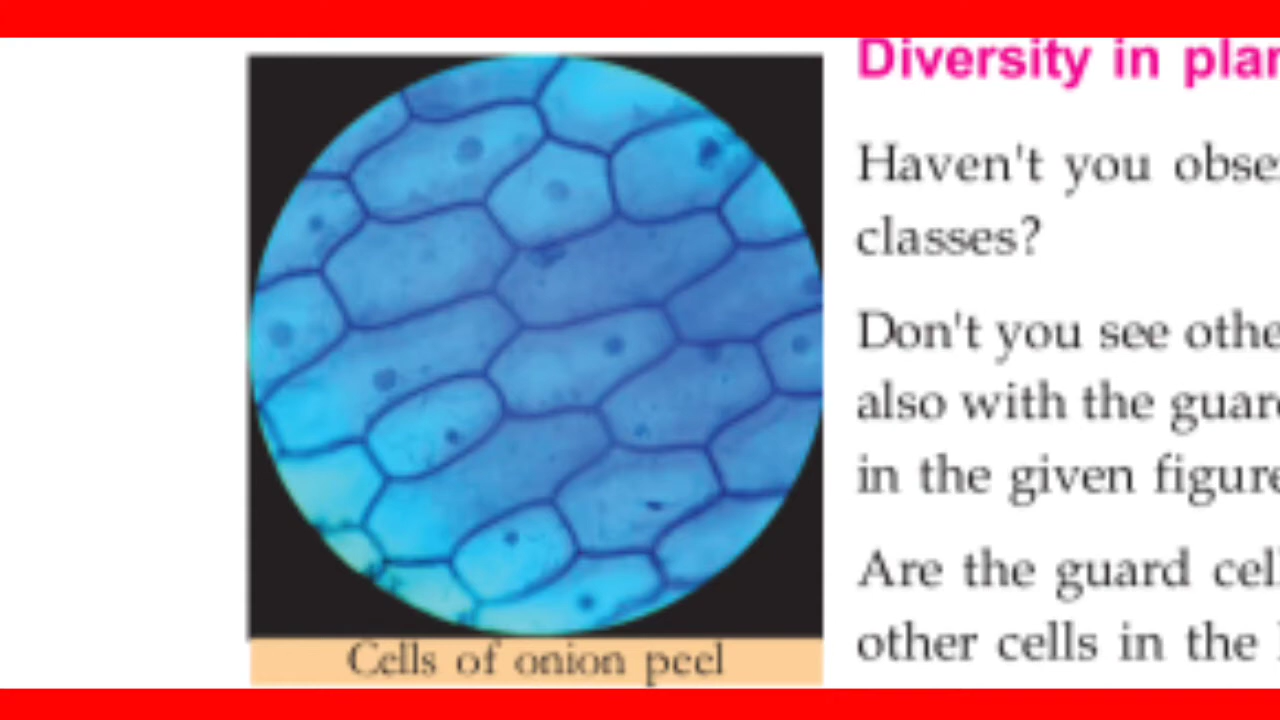 Diversity in
Haven't you
classes?
Don't you see
also with the
in the given
Are the guard
other cells in the
Cells of onion peel